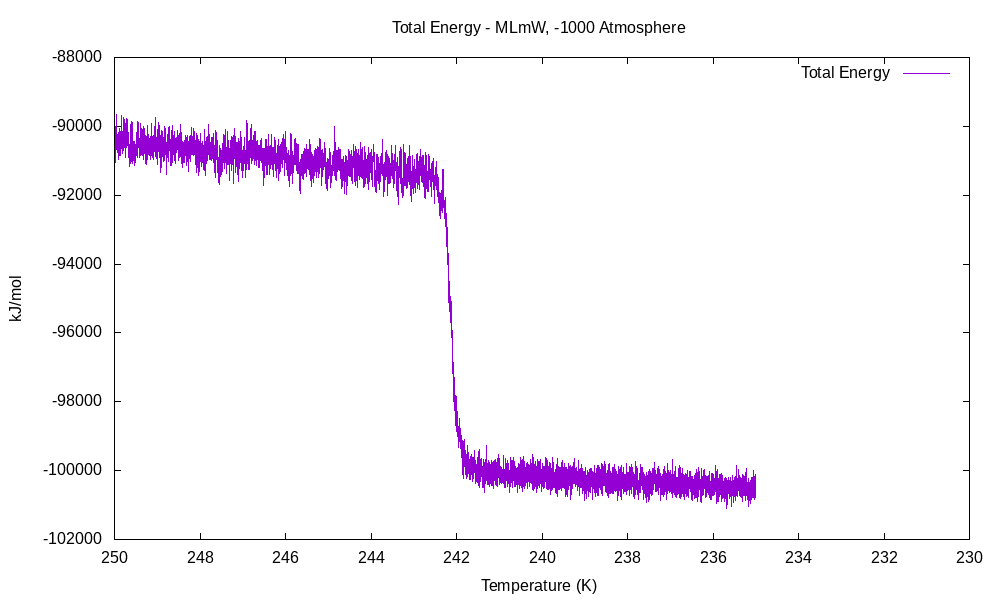 Total Energy - MLmW, -1000 Atmosphere
Total Energy
-88000
-90000
-92000
-94000
-96000
-98000
-100000
-102000
kJ/mol
250 248 246 244 242 240 238 236 234 232 230
Temperature (K)